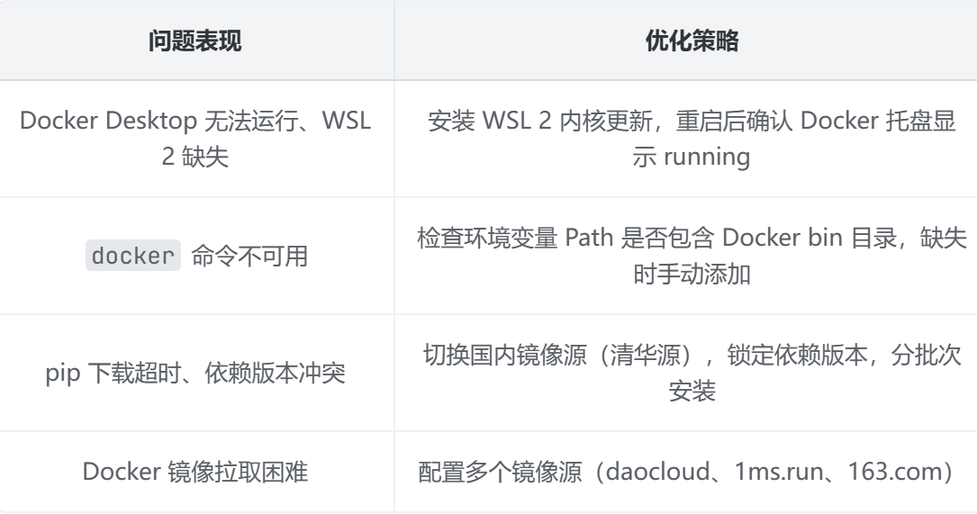 问题表现
优化策略
Docker Desktop 无法运行、WSL
2 缺失
安装 WSL 2 内核更新，重启后确认 Docker 托盘显
示 running
docker 命令不可用
检查环境变量 Path 是否包含 Docker bin 目录，缺失
时手动添加
pip 下载超时、依赖版本冲突
切换国内镜像源（清华源），锁定依赖版本，分批次
安装
Docker 镜像拉取困难
配置多个镜像源（daocloud、1ms.run、163.com）